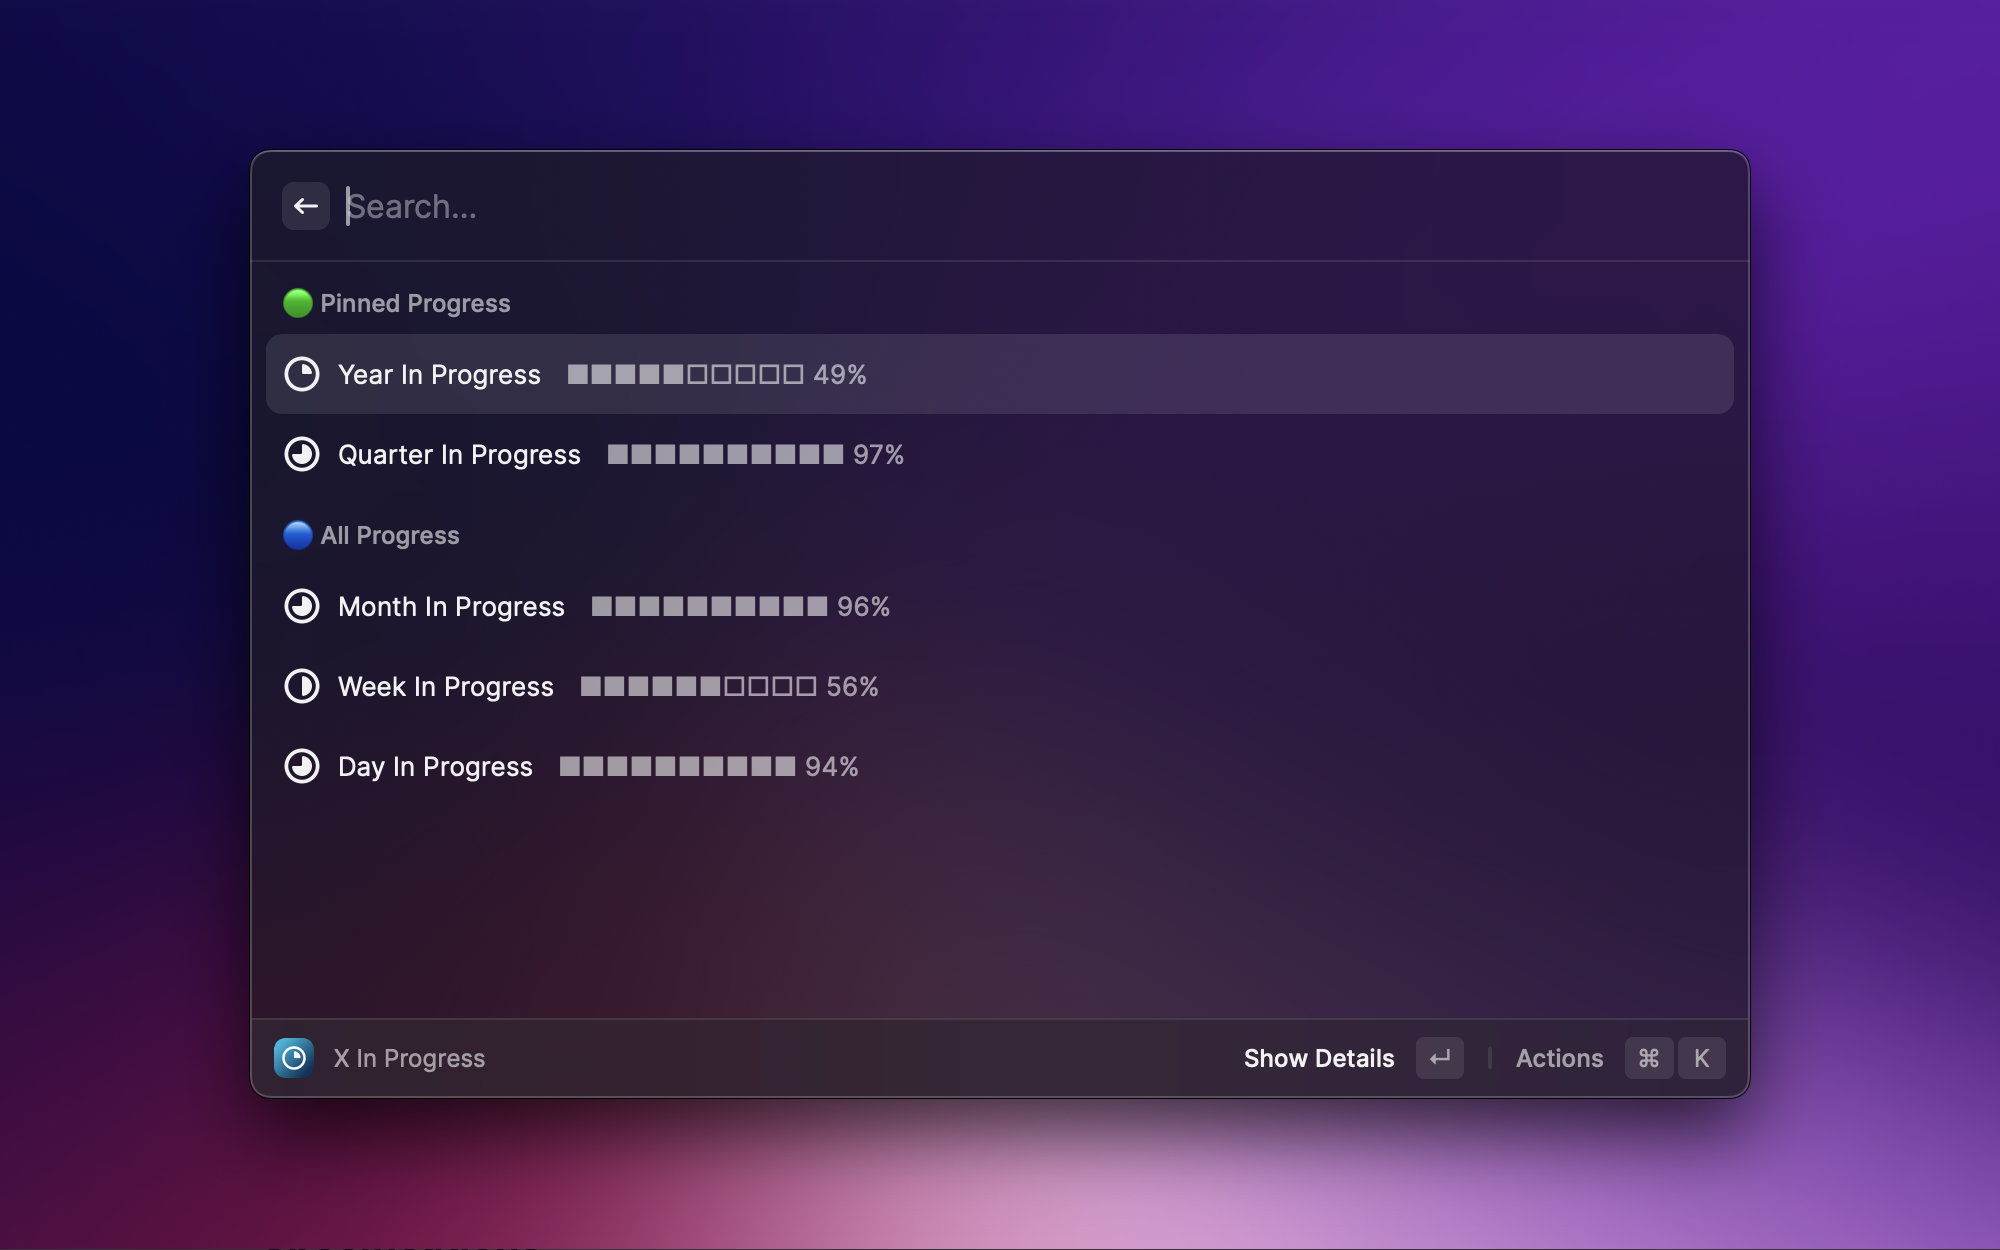 Search...
Pinned Progress
Year In Progress ■■■■■□□□□□ 49%
Quarter In Progress ■■■■■■■■■■ 97%
All Progress
Month In Progress ■■■■■■■■■■ 96%
Week In Progress ■■■■■■□□□□ 56%
Day In Progress ■■■■■■■■■■ 94%
X In Progress Show Details ↵ Actions ⌘ K